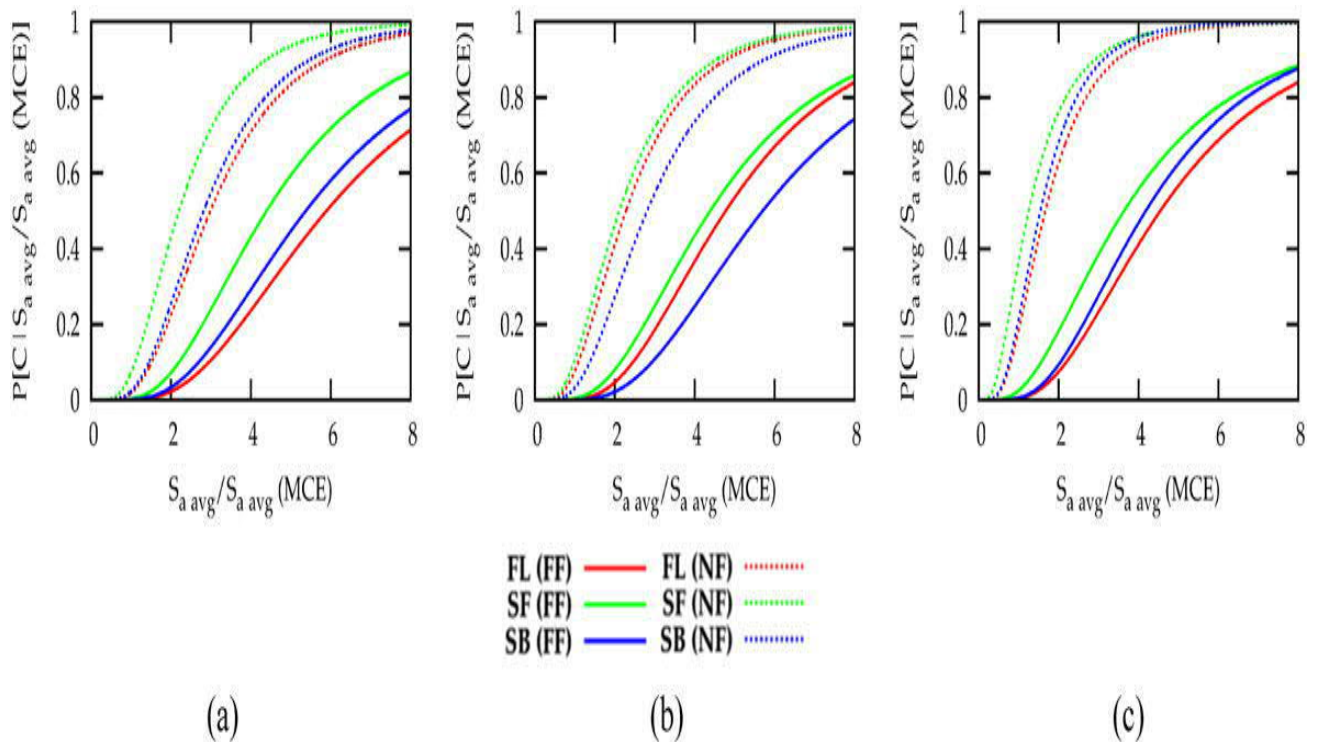 P[C | Sa avg/Sa avg (MCE)]
1
0.8
0.6
0.4
0.2
0
0 2 4 6 8
Sa avg/Sa avg (MCE)
P[C | Sa avg/Sa avg (MCE)]
1
0.8
0.6
0.4
0.2
0
0 2 4 6 8
Sa avg/Sa avg (MCE)
P[C | Sa avg/Sa avg (MCE)]
1
0.8
0.6
0.4
0.2
0
0 2 4 6 8
Sa avg/Sa avg (MCE)
FL (FF) FL (NF)
SF (FF) SF (NF)
SB (FF) SB (NF)
(a) (b) (c)